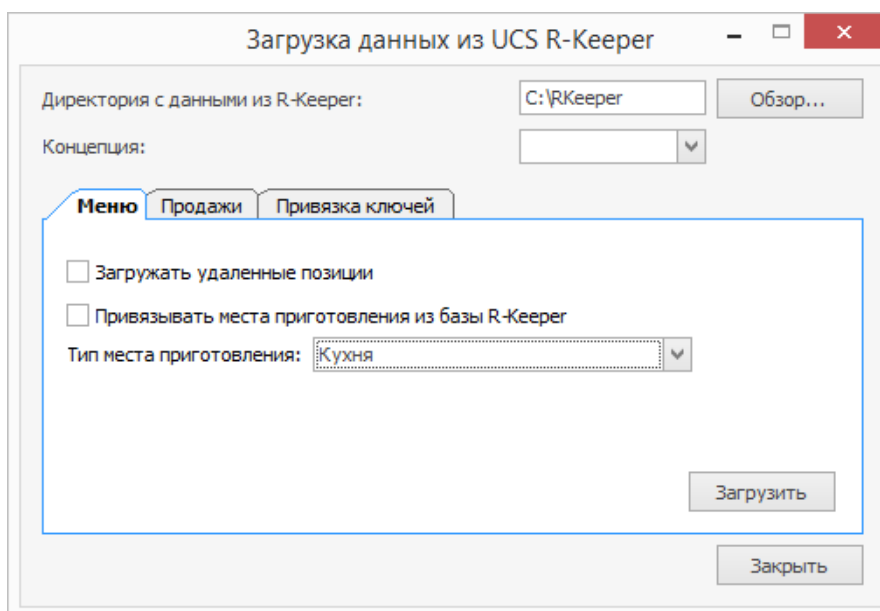 Загрузка данных из UCS R-Keeper
Директория с данными из R-Keeper: C:\RKeeper Обзор...
Концепция:
Меню Продажи Привязка ключей
Загружать удаленные позиции
Привязывать места приготовления из базы R-Keeper
Тип места приготовления: Кухня
Загрузить
Закрыть